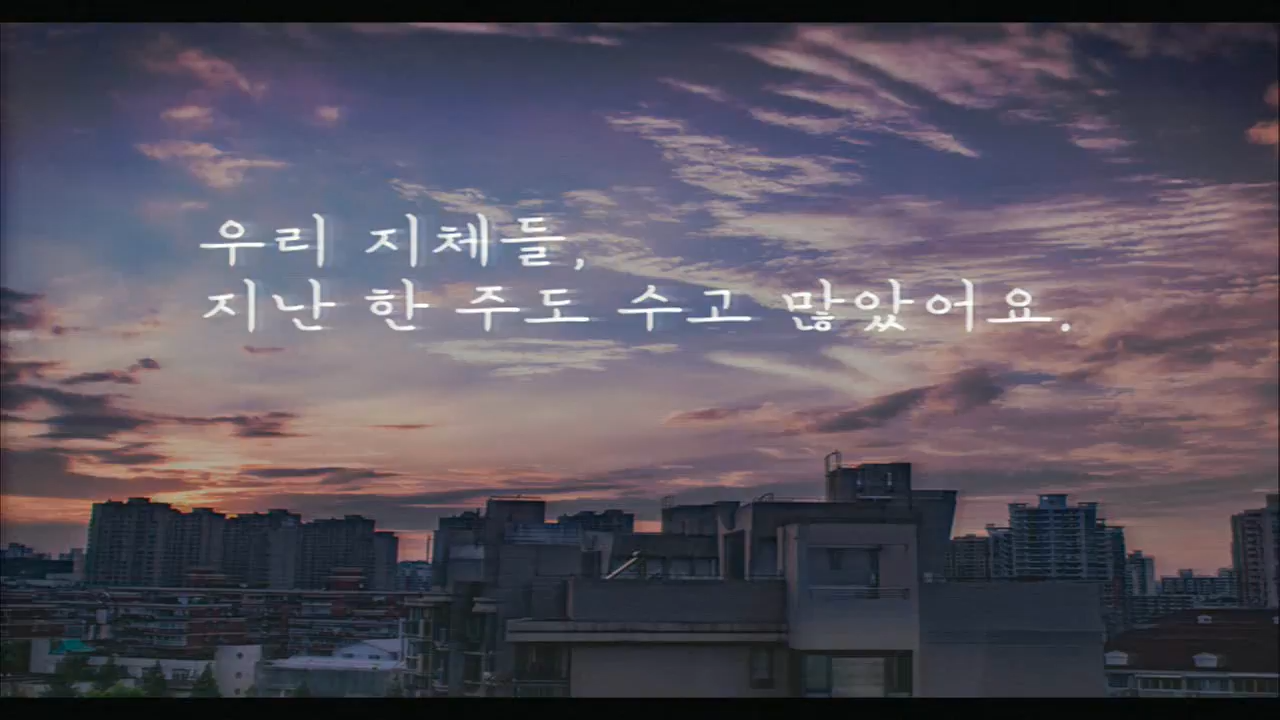 우리 지체들,
지난 한 주도 수고 많았어요.